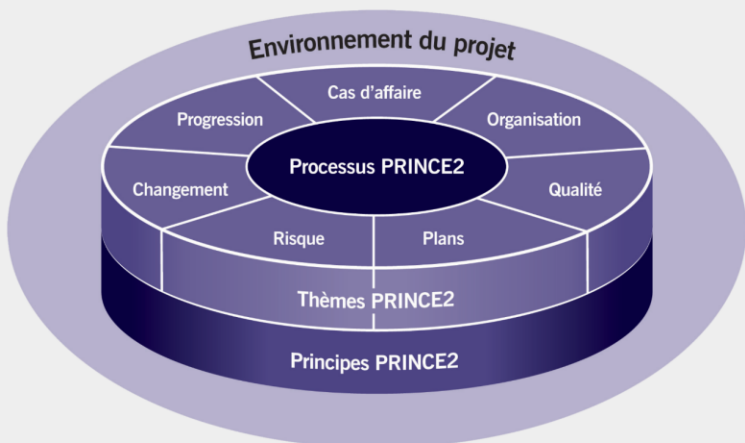 Environnement du projet
Cas d'affaire
Progression
Organisation
Processus PRINCE2
Changement
Qualité
Risque
Plans
Thèmes PRINCE2
Principes PRINCE2